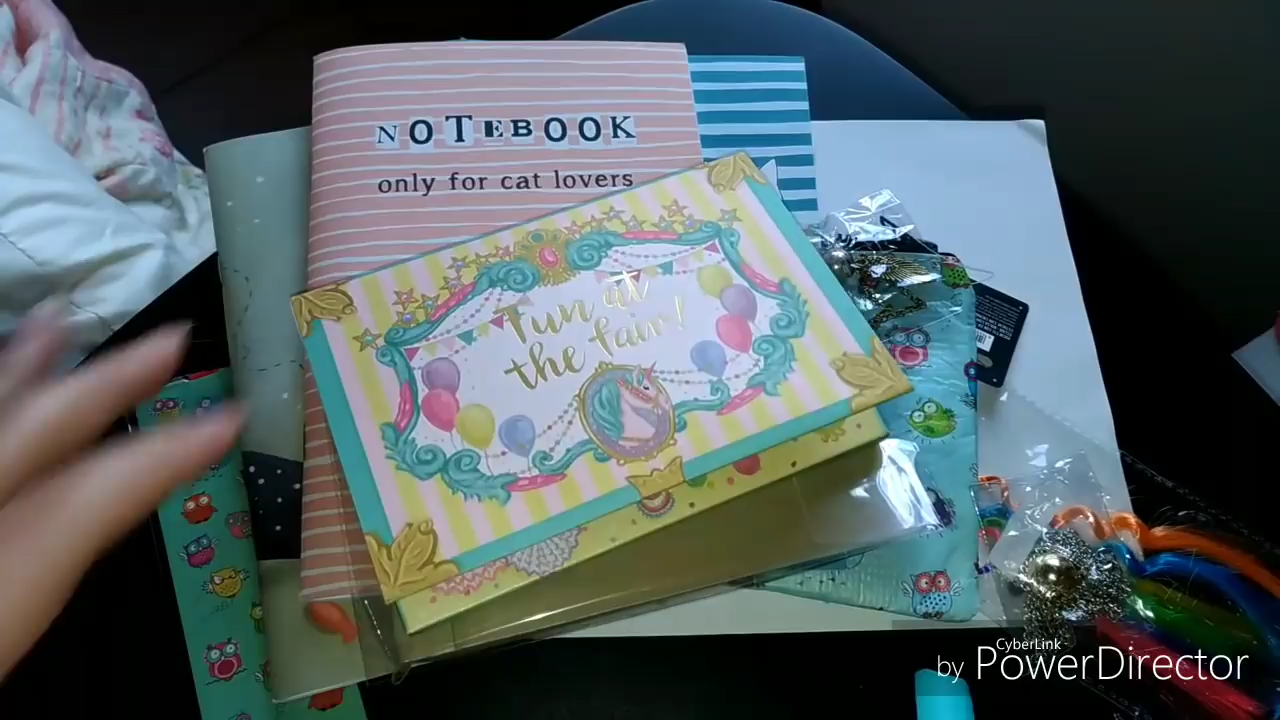 NOTEBOOK
only for cat lovers
Fun at
the fair!
CyberLink
by PowerDirector